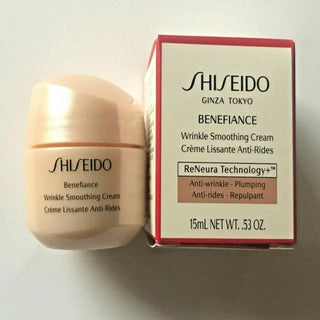 SHISEIDO
Benefiance
Wrinkle Smoothing Cream
Crème Lissante Anti-Rides
SHISEIDO
GINZA TOKYO
BENEFIANCE
Wrinkle Smoothing Cream
Crème Lissante Anti-Rides
ReNeura Technology+™
Anti-wrinkle - Plumping
Anti-rides - Repulpant
15mL NET WT. .53 OZ.